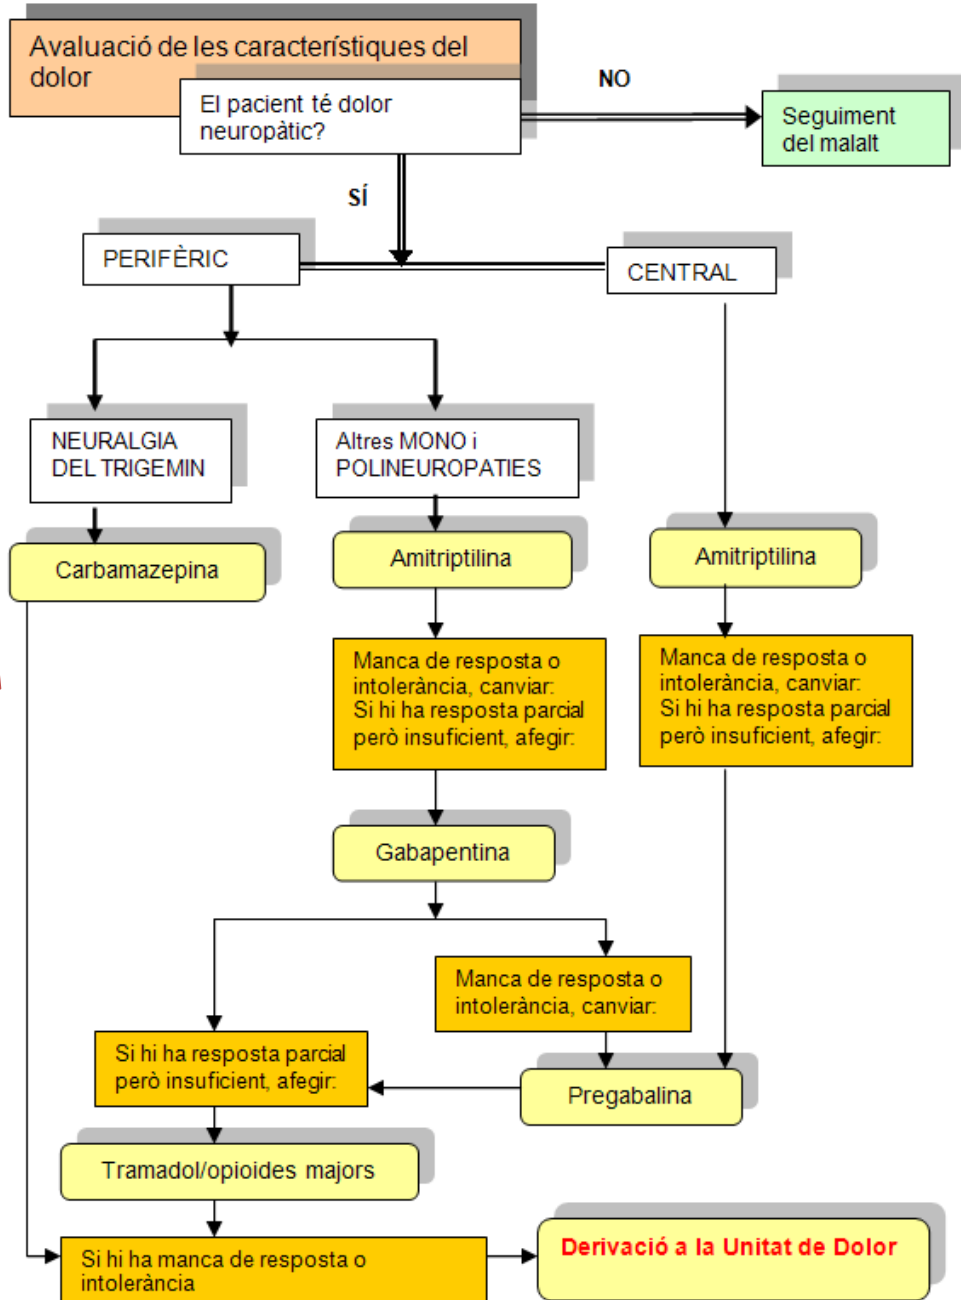 Avaluació de les característiques del
dolor
El pacient té dolor
neuropàtic?
NO
Seguiment
del malalt
SÍ
PERIFÈRIC
CENTRAL
NEURALGIA
DEL TRIGEMIN
Altres MONO i
POLINEUROPATIES
Carbamazepina
Amitriptilina
Amitriptilina
Manca de resposta o
intolerància, canviar:
Si hi ha resposta parcial
però insuficient, afegir:
Manca de resposta o
intolerància, canviar:
Si hi ha resposta parcial
però insuficient, afegir:
Gabapentina
Manca de resposta o
intolerància, canviar:
Si hi ha resposta parcial
però insuficient, afegir:
Pregabalina
Tramadol/opioides majors
Si hi ha manca de resposta o
intolerància
Derivació a la Unitat de Dolor